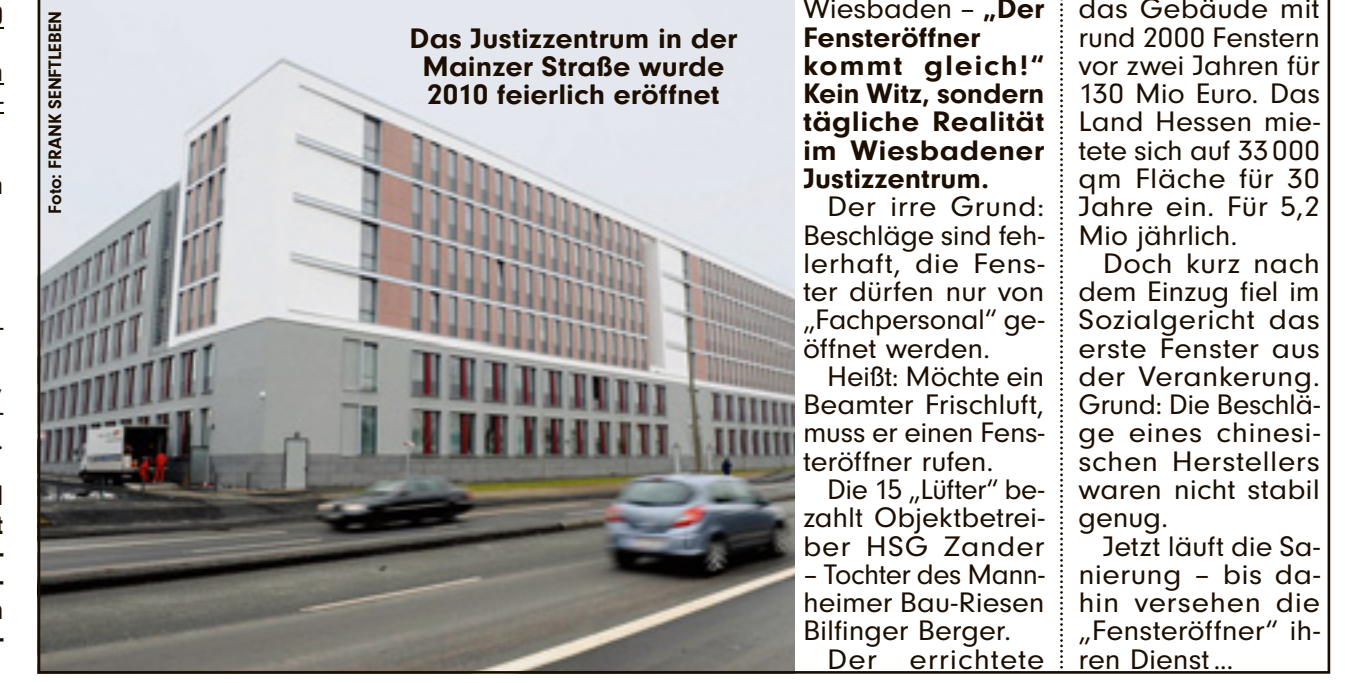 Foto: FRANK SENFTLEBEN
Das Justizzentrum in der
Mainzer Straße wurde
2010 feierlich eröffnet
Wiesbaden – „Der
Fensteröffner
kommt gleich!“
Kein Witz, sondern
tägliche Realität
im Wiesbadener
Justizzentrum.
Der irre Grund:
Beschläge sind feh-
lerhaft, die Fens-
ter dürfen nur von
„Fachpersonal“ ge-
öffnet werden.
Heißt: Möchte ein
Beamter Frischluft,
muss er einen Fens-
teröffner rufen.
Die 15 „Lüfter“ be-
zahlt Objektbetrei-
ber HSG Zander
– Tochter des Mann-
heimer Bau-Riesen
Bilfinger Berger.
Der errichtete
das Gebäude mit
rund 2000 Fenstern
vor zwei Jahren für
130 Mio Euro. Das
Land Hessen mie-
tete sich auf 33 000
qm Fläche für 30
Jahre ein. Für 5,2
Mio jährlich.
Doch kurz nach
dem Einzug fiel im
Sozialgericht das
erste Fenster aus
der Verankerung.
Grund: Die Beschlä-
ge eines chinesi-
schen Herstellers
waren nicht stabil
genug.
Jetzt läuft die Sa-
nierung – bis da-
hin versehen die
„Fensteröffner“ ih-
ren Dienst ...